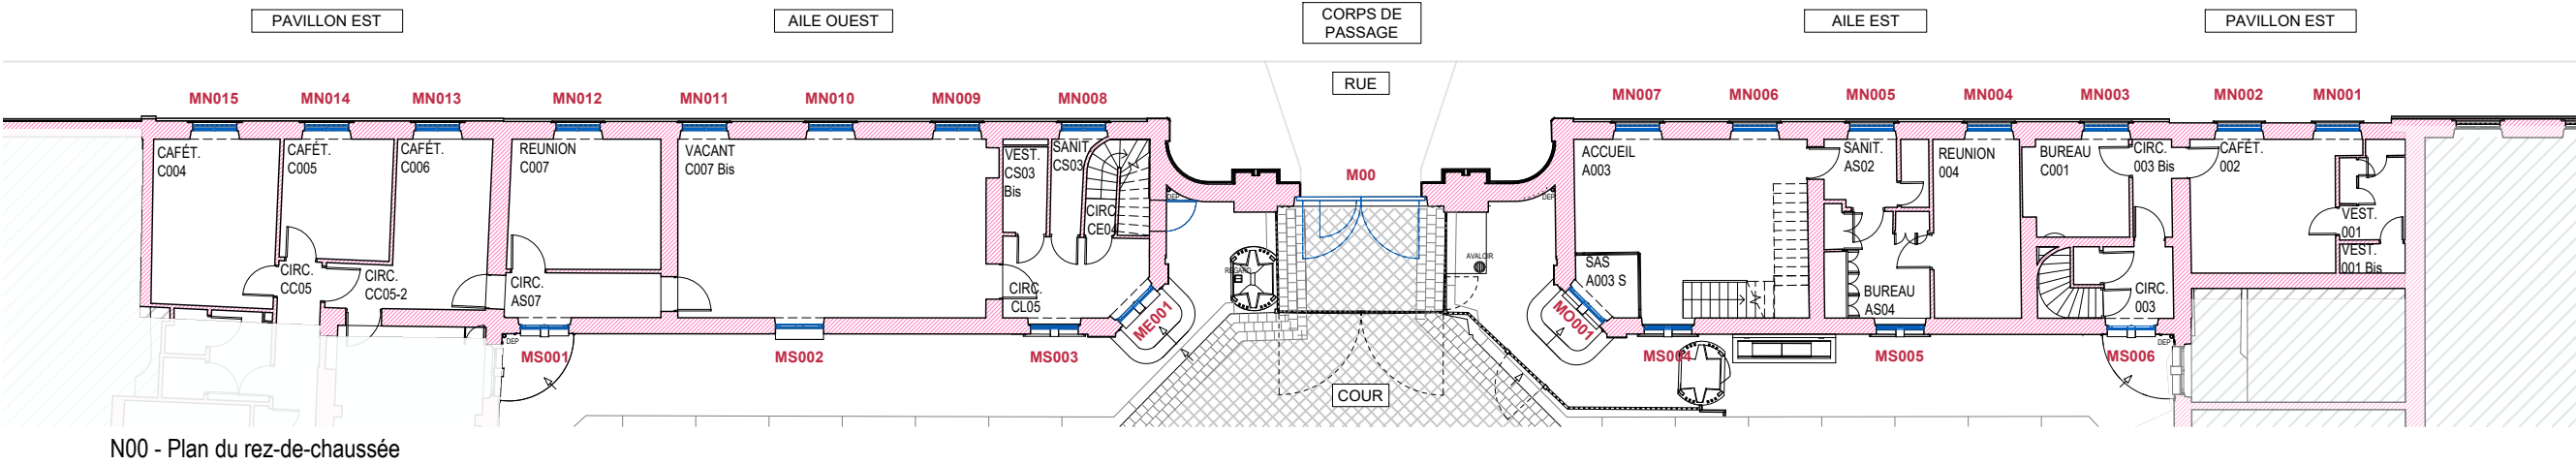 PAVILLON EST
AILE OUEST
CORPS DE
PASSAGE
AILE EST
PAVILLON EST
RUE
MN015
MN014
MN013
MN012
MN011
MN010
MN009
MN008
MN007
MN006
MN005
MN004
MN003
MN002
MN001
M00
CAFÉT.
C004
CAFÉT.
C005
CAFÉT.
C006
REUNION
C007
VACANT
C007 Bis
VEST.
CS03
Bis
SANIT.
CS03
CIRC.
CE04
ACCUEIL
A003
SANIT.
AS02
REUNION
004
BUREAU
C001
CIRC.
003 Bis
CAFÉT.
002
VEST.
001
VEST.
001 Bis
CIRC.
CC05
CIRC.
CC05-2
CIRC.
AS07
CIRC.
CL05
SAS
A003 S
BUREAU
AS04
CIRC.
003
DEP
DEP
REGARD
AVALOIR
DEP
DEP
ME001
MO001
MS001
MS002
MS003
MS004
MS005
MS006
COUR
N00 - Plan du rez-de-chaussée